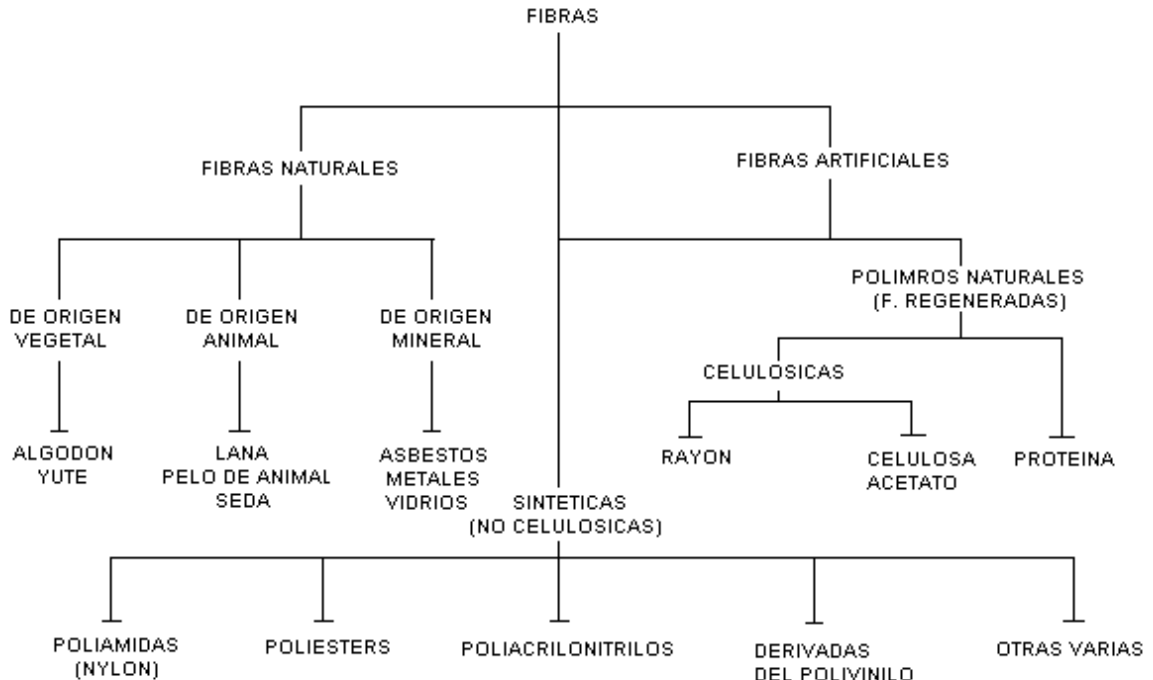 FIBRAS
FIBRAS NATURALES
FIBRAS ARTIFICIALES
POLIMROS NATURALES
(F. REGENERADAS)
DE ORIGEN
VEGETAL
DE ORIGEN
ANIMAL
DE ORIGEN
MINERAL
CELULOSICAS
ALGODON
YUTE
LANA
PELO DE ANIMAL
SEDA
ASBESTOS
METALES
VIDRIOS
RAYON
CELULOSA
ACETATO
PROTEINA
SINTETICAS
(NO CELULOSICAS)
POLIAMIDAS
(NYLON)
POLIESTERS
POLIACRILONITRILOS
DERIVADAS
DEL POLIVINILO
OTRAS VARIAS